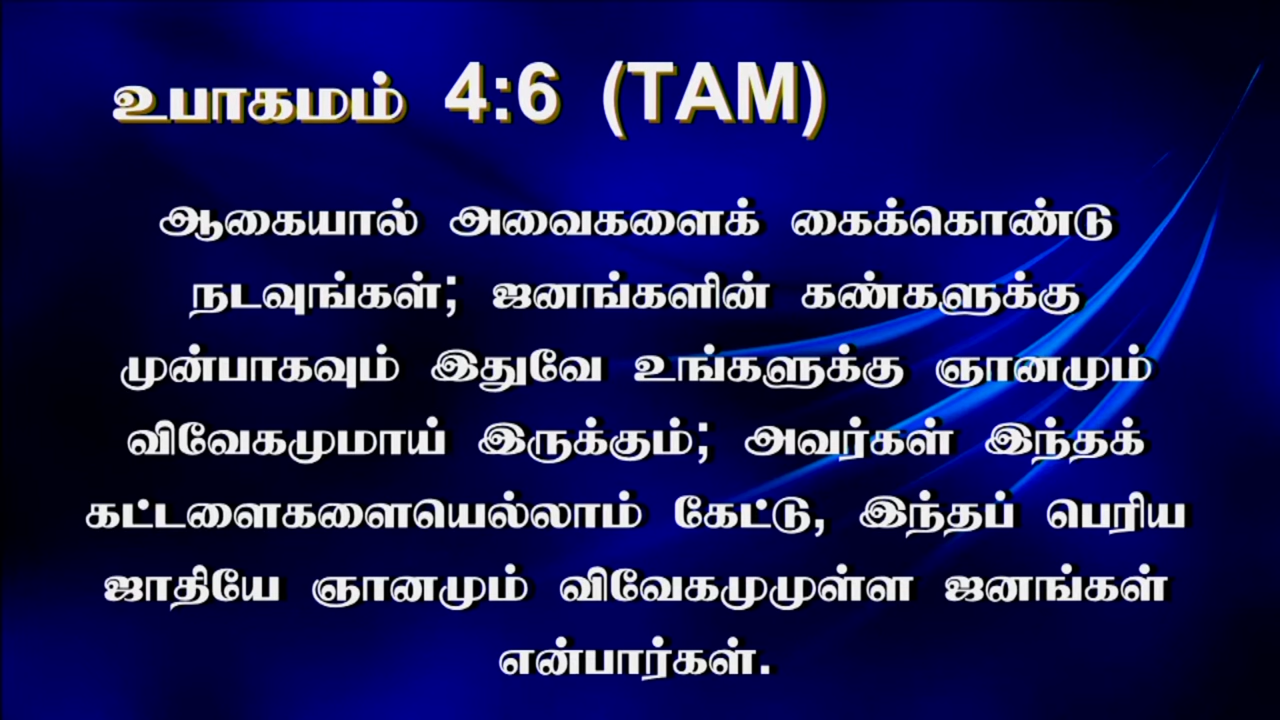 உபாகமம் 4:6 (TAM)
ஆகையால் அவைகளைக் கைக்கொண்டு
நடவுங்கள்; ஜனங்களின் கண்களுக்கு
முன்பாகவும் இதுவே உங்களுக்கு ஞானமும்
விவேகமுமாய் இருக்கும்; அவர்கள் இந்தக்
கட்டளைகளையெல்லாம் கேட்டு, இந்தப் பெரிய
ஜாதியே ஞானமும் விவேகமுமுள்ள ஜனங்கள்
என்பார்கள்.